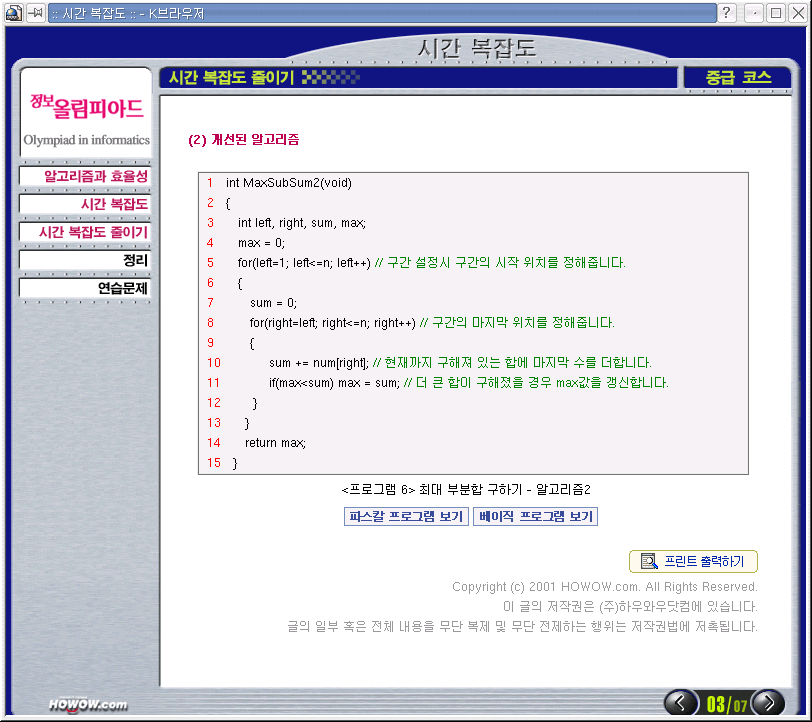 :: 시간 복잡도 :: - K브라우저
시간 복잡도
정보올림피아드
Olympiad in informatics
알고리즘과 효율성
시간 복잡도
시간 복잡도 줄이기
정리
연습문제
시간 복잡도 줄이기
중급 코스
(2) 개선된 알고리즘
1 int MaxSubSum2(void)
2 {
3 int left, right, sum, max;
4 max = 0;
5 for(left=1; left<=n; left++) // 구간 설정시 구간의 시작 위치를 정해줍니다.
6 {
7 sum = 0;
8 for(right=left; right<=n; right++) // 구간의 마지막 위치를 정해줍니다.
9 {
10 sum += num[right]; // 현재까지 구해져 있는 합에 마지막 수를 더합니다.
11 if(max<sum) max = sum; // 더 큰 합이 구해졌을 경우 max값을 갱신합니다.
12 }
13 }
14 return max;
15 }
<프로그램 6> 최대 부분합 구하기 - 알고리즘2
파스칼 프로그램 보기 베이직 프로그램 보기
프린트 출력하기
Copyright (c) 2001 HOWOW.com. All Rights Reserved.
이 글의 저작권은 (주)하우와우닷컴에 있습니다.
글의 일부 혹은 전체 내용을 무단 복제 및 무단 전제하는 행위는 저작권법에 저촉됩니다.
HOWOW.com
03/07